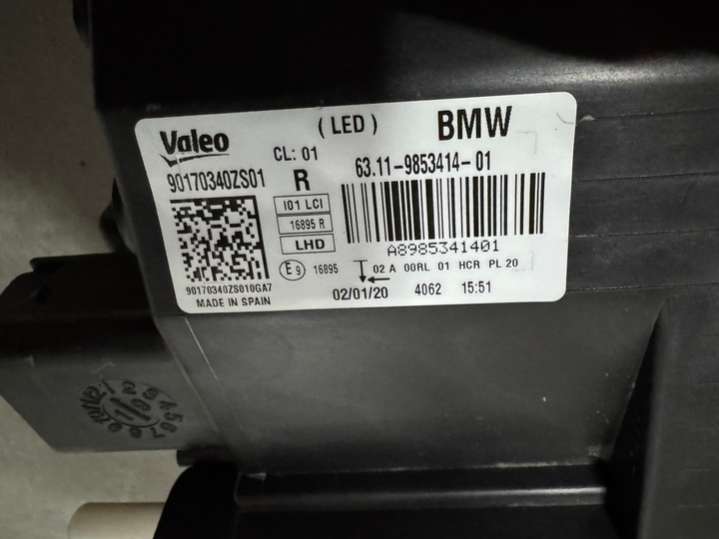 Valeo
( LED )
BMW
CL: 01
90170340ZS01
R
63.11-9853414-01
I01 LCI
16895 R
LHD
A8985341401
E9
16895
02 A 00RL 01 HCR PL 20
90170340ZS010GA7
MADE IN SPAIN
02/01/20 4062 15:51